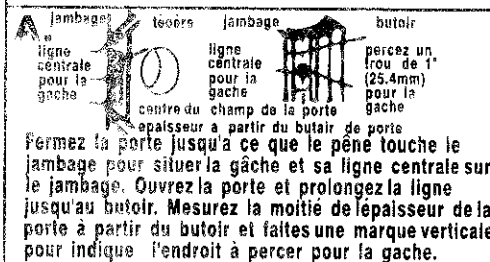 A.
jambage
ténèrs
jambage
butoir
ligne
centrale
pour la
gache
ligne
centrale
pour la
gache
percez un
trou de 1"
(25.4mm)
pour la
gache
centre du champ de la porte
epaisseur a partir du butair de porte
Fermez la porte jusqu'a ce que le pêne touche le
jambage pour situer la gâche et sa ligne centrale sur
le jambage. Ouvrez la porte et prolongez la ligne
jusqu'au butoir. Mesurez la moitié de lépaisseur de la
porte à partir du butoir et faites une marque verticale
pour indique l'endroit à percer pour la gache.